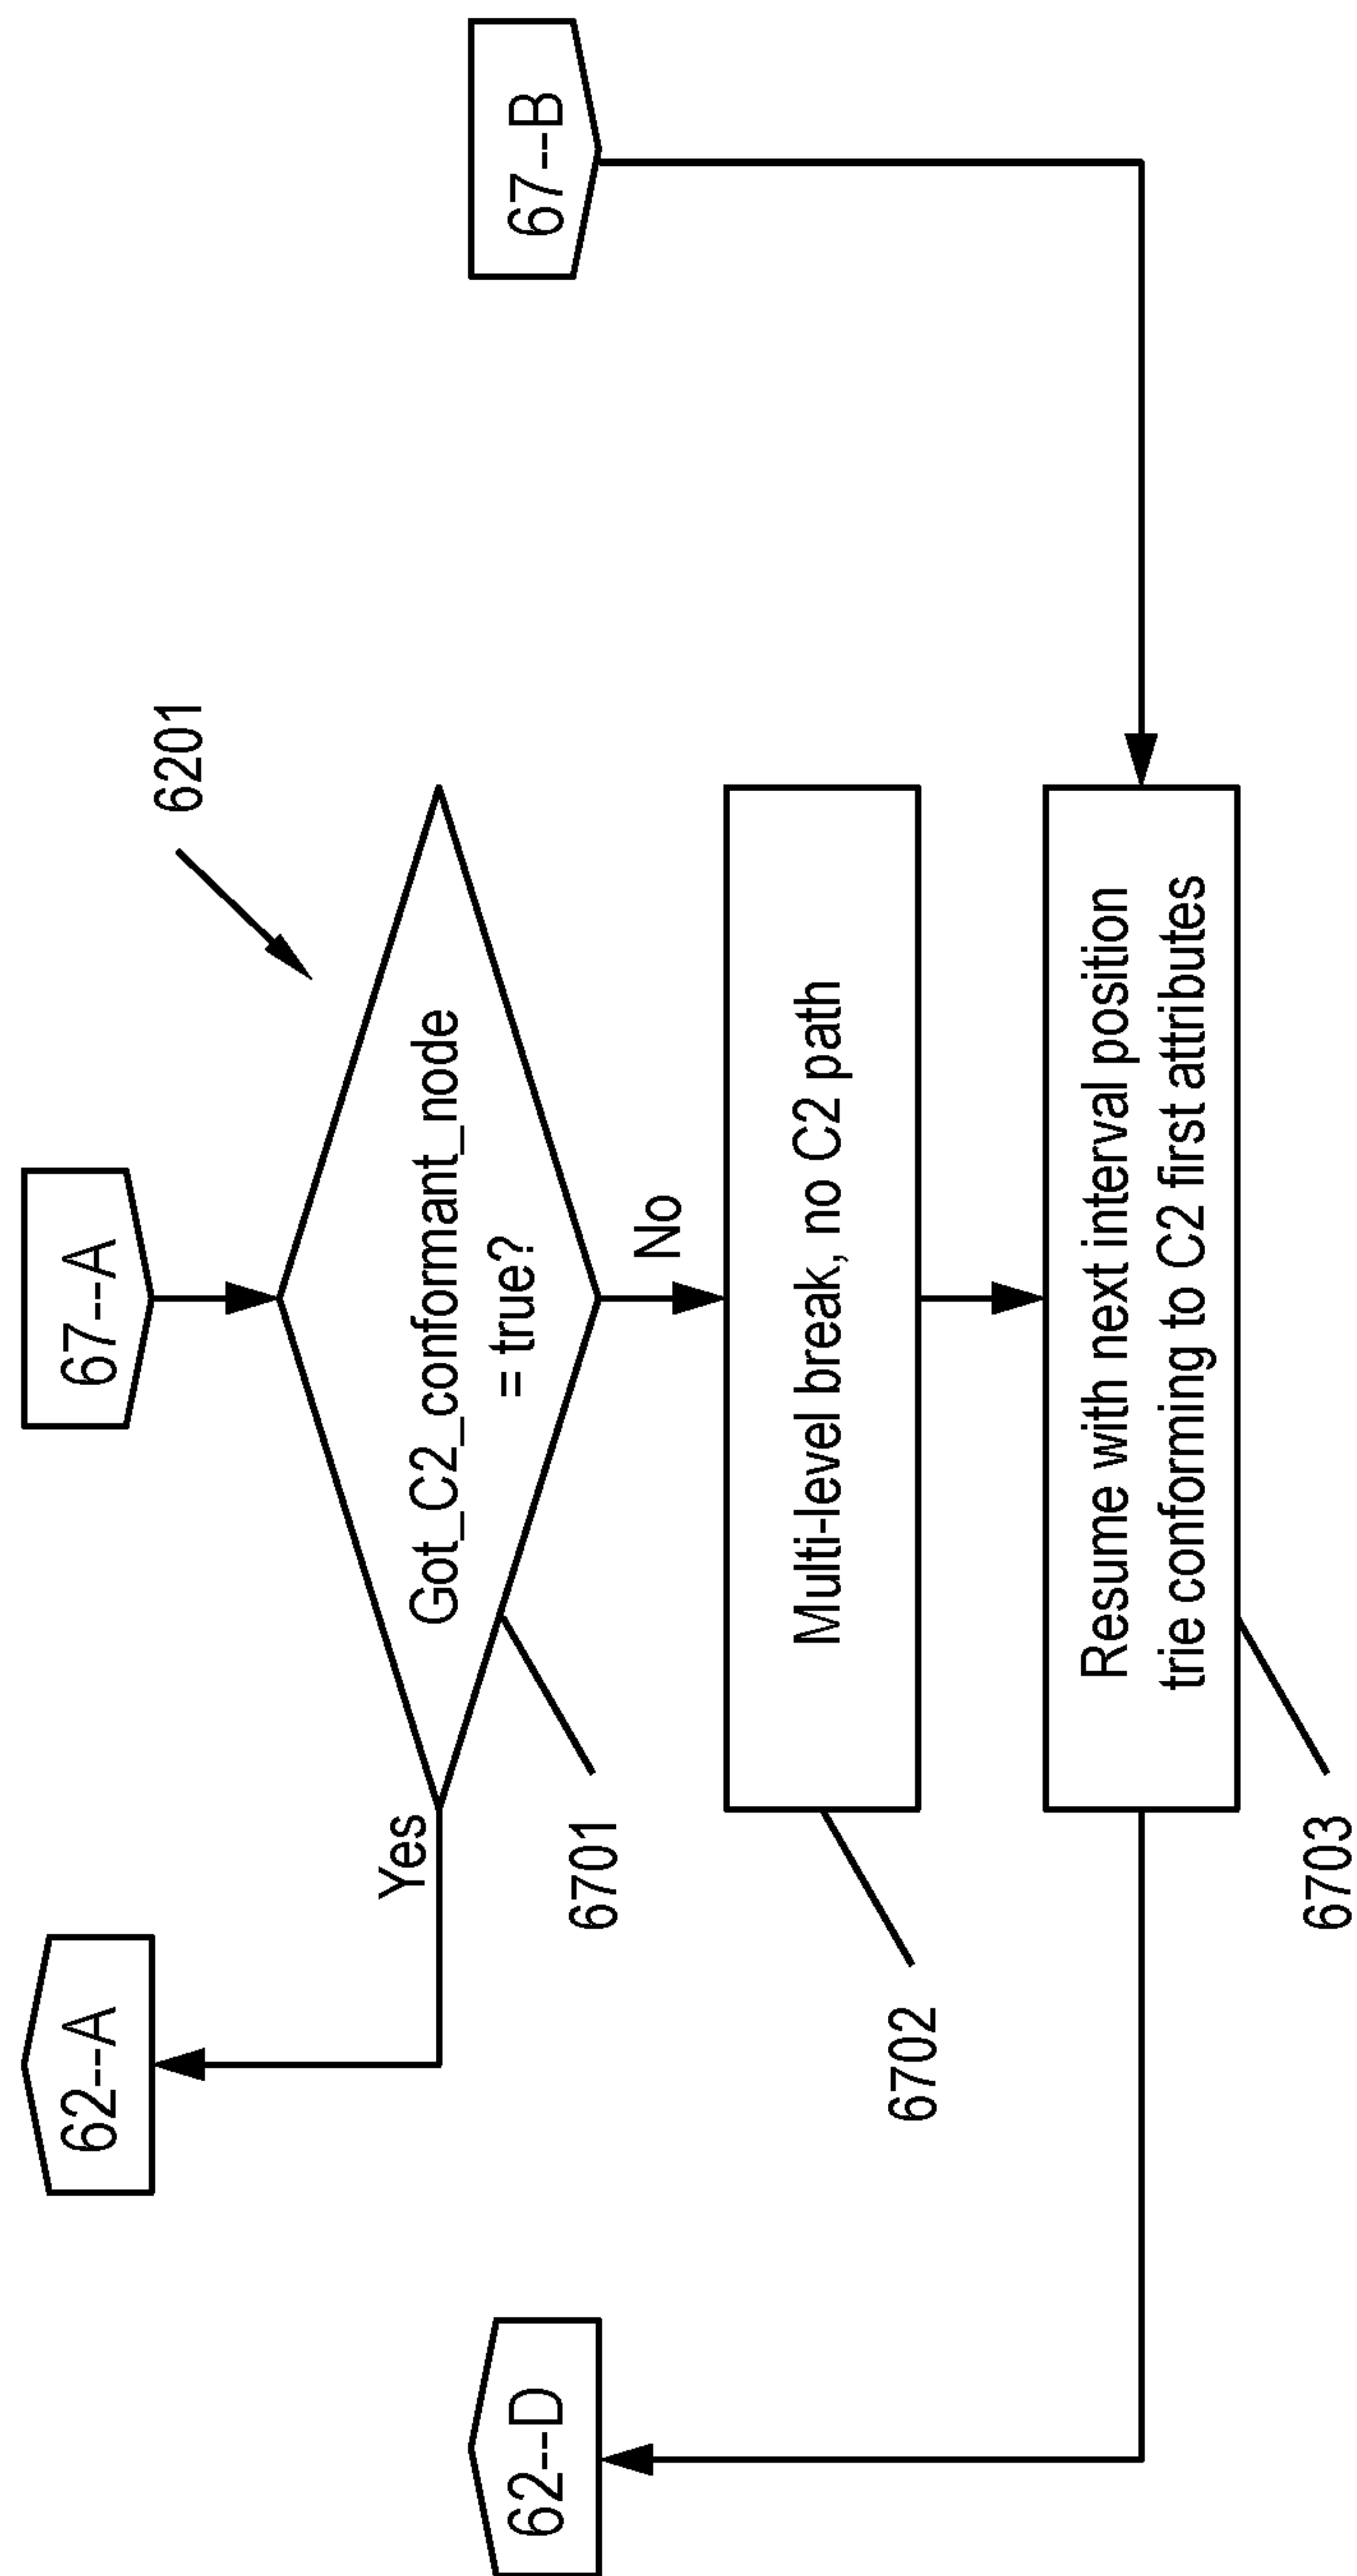 62--A
67--A
6201
Yes
Got_C2_conformant_node
= true?
6701
No
62--D
67--B
Multi-level break, no C2 path
6702
Resume with next interval position
trie conforming to C2 first attributes
6703